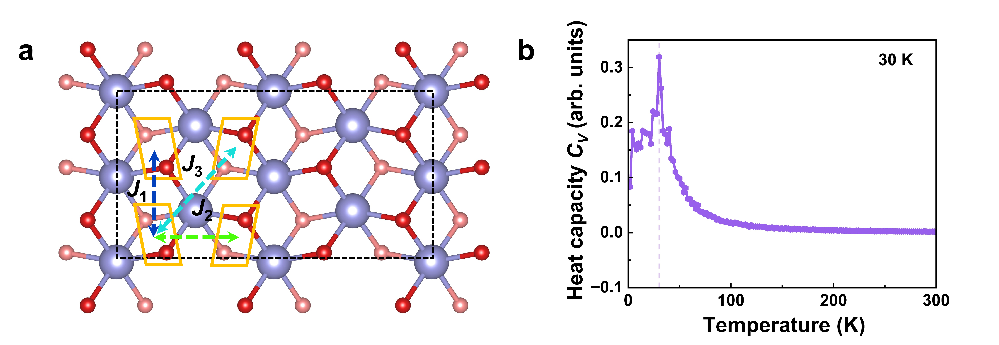 a
J3
J1
J2
b
Heat capacity CV (arb. units)
30 K
0.3
0.2
0.1
0.0
−0.1
0 100 200 300
Temperature (K)